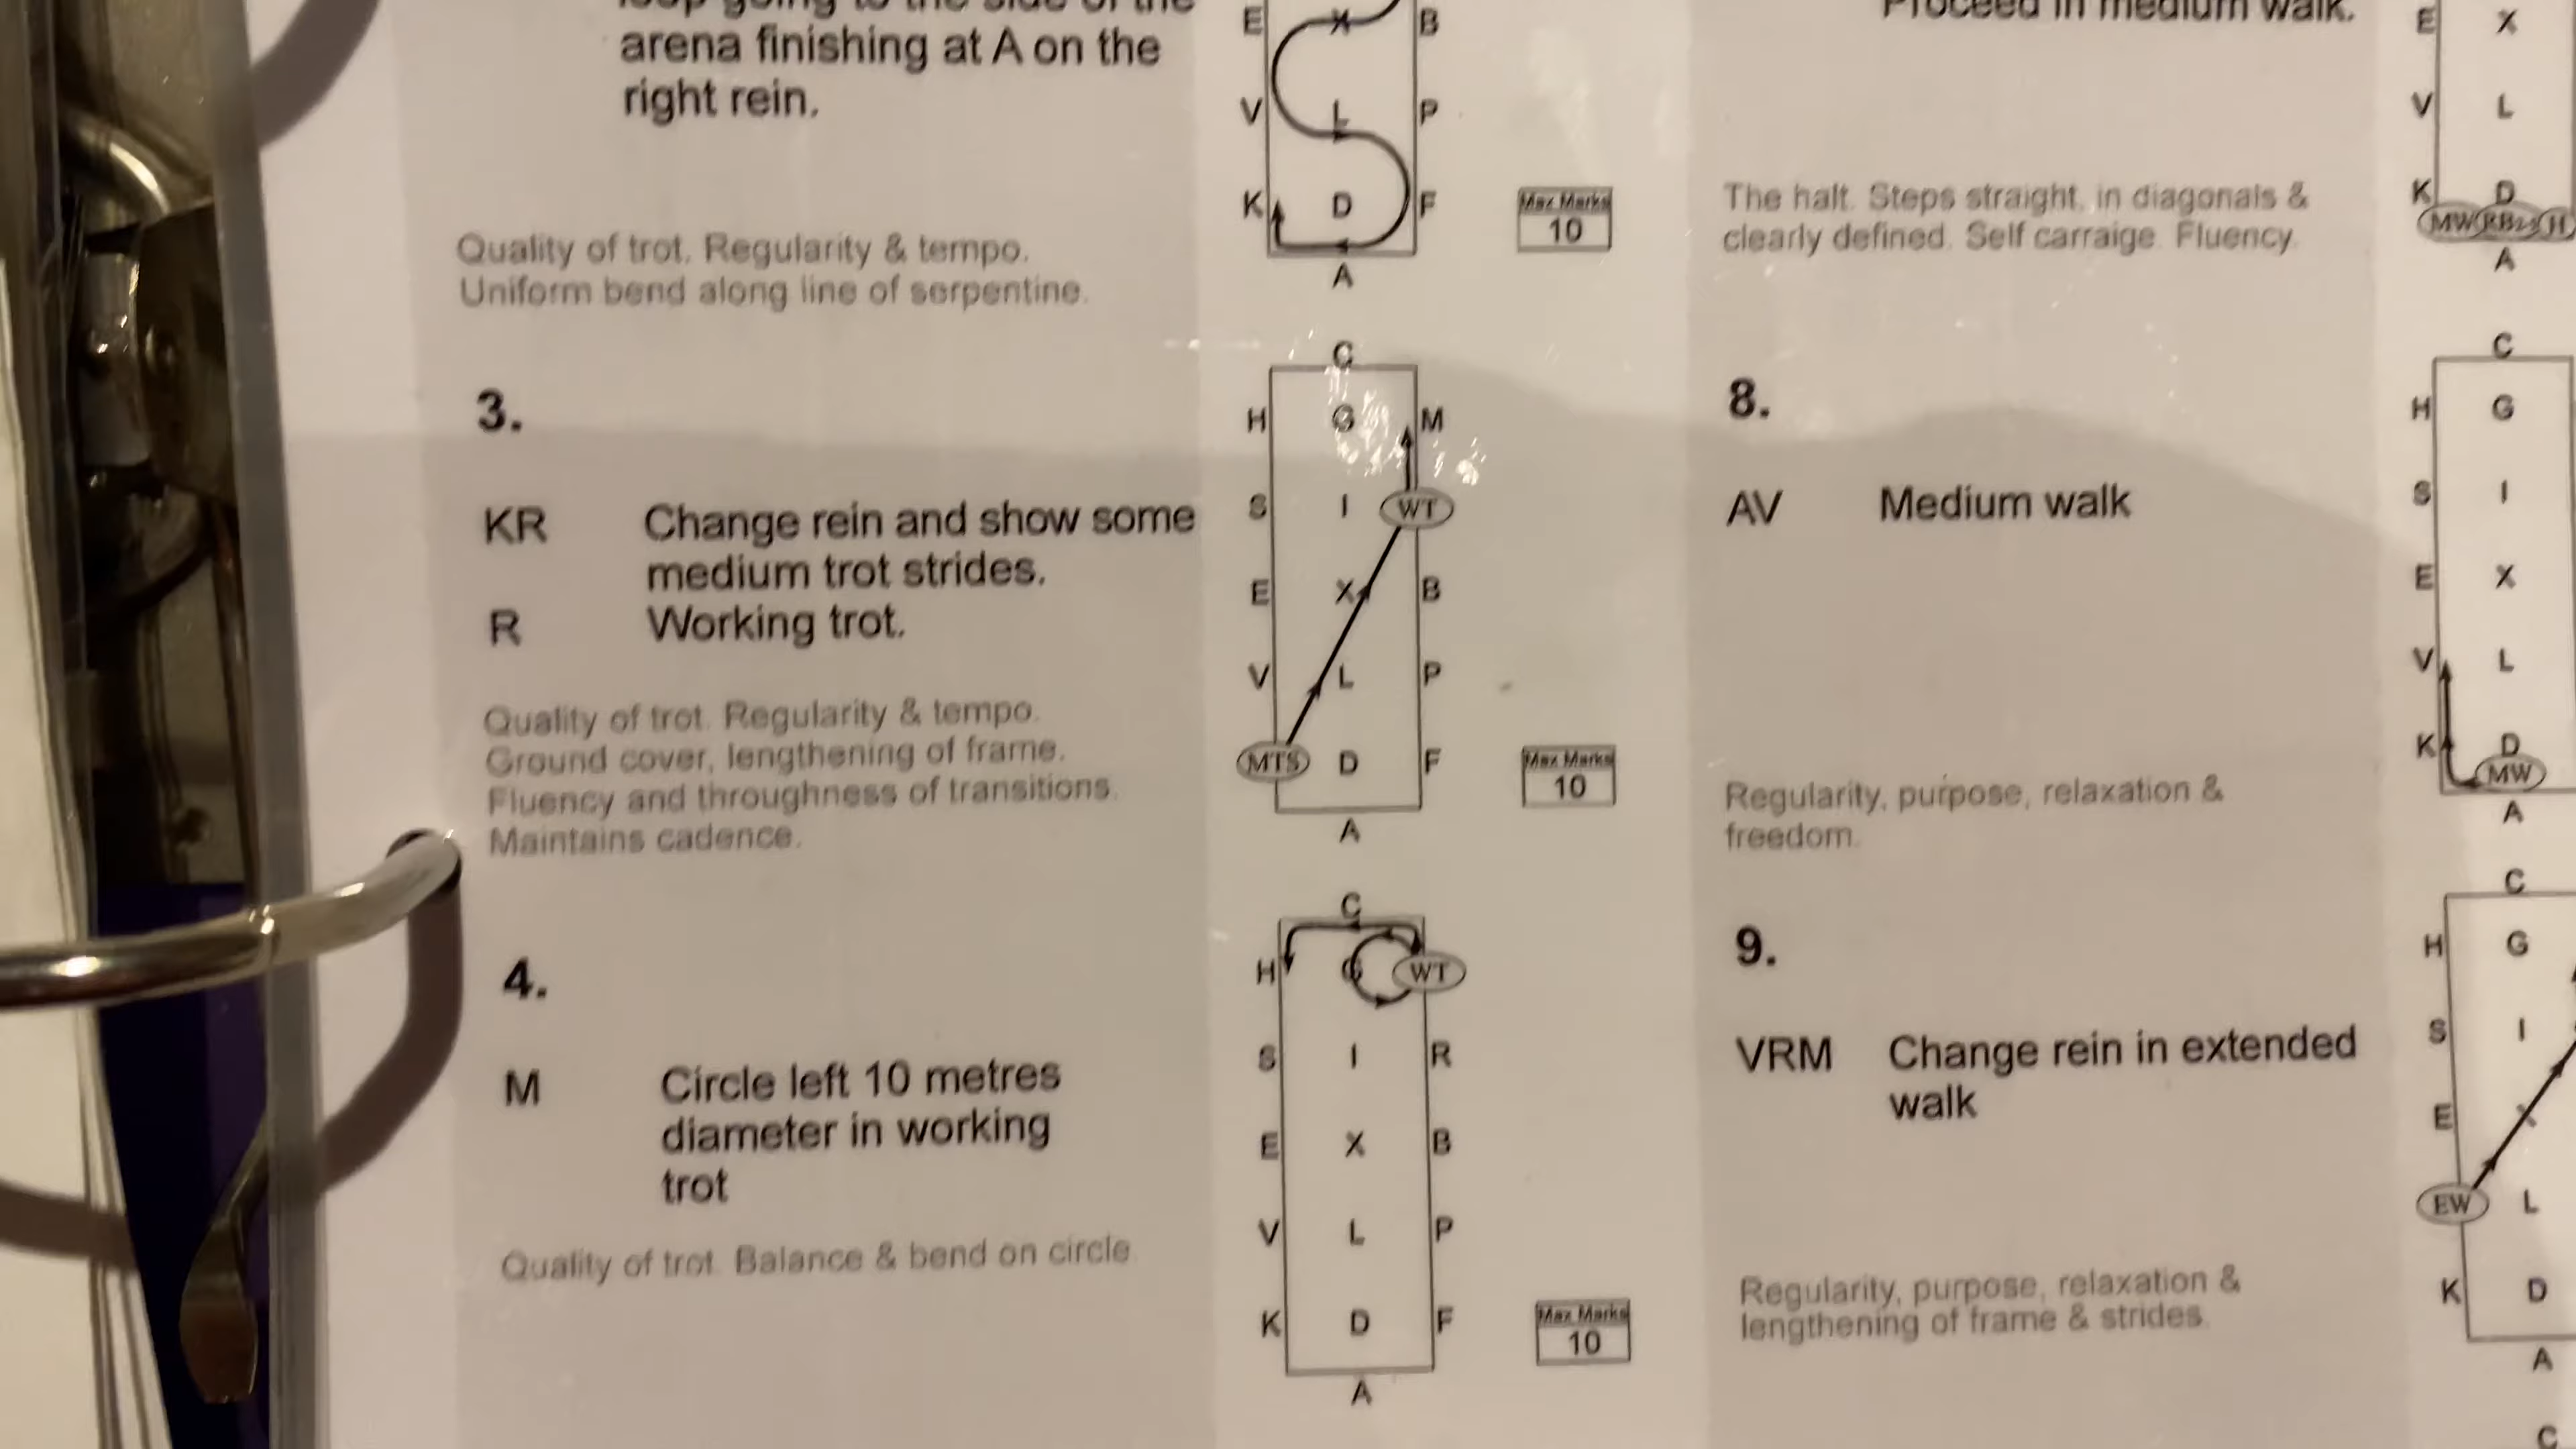 arena finishing at A on the
right rein.
Quality of trot. Regularity & tempo.
Uniform bend along line of serpentine.
E X B
V L P
K D F
A
Max Marks
10
3.
KR Change rein and show some
medium trot strides.
R Working trot.
Quality of trot. Regularity & tempo.
Ground cover, lengthening of frame.
Fluency and throughness of transitions.
Maintains cadence.
C
H G M
S I WT
E X B
V L P
MTS D F
A
Max Marks
10
4.
M Circle left 10 metres
diameter in working
trot
Quality of trot. Balance & bend on circle
C
H G WT
S I R
E X B
V L P
K D F
A
Max Marks
10
Proceed in medium walk.
The halt. Steps straight, in diagonals &
clearly defined. Self carraige. Fluency.
E X
V L
K D
MW
A
8.
AV Medium walk
Regularity, purpose, relaxation &
freedom.
C
H G
S I
E X
V L
K D
MW
A
9.
VRM Change rein in extended
walk
Regularity, purpose, relaxation &
lengthening of frame & strides.
C
H G
S I
E X
EW L
K D
A
C